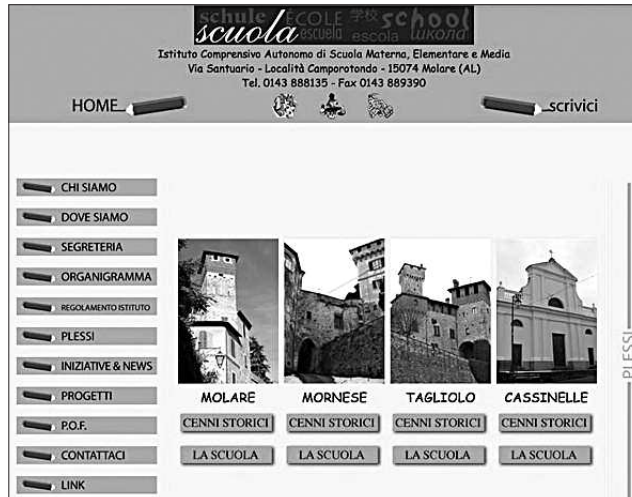 schule ECOLE 学校 school
scuola escuela escola lukond
Istituto Comprensivo Autonomo di Scuola Materna, Elementare e Media
Via Santuario - Località Camporotondo - 15074 Molare (AL)
Tel. 0143 888135 - Fax 0143 889390
HOME
scrivici
CHI SIAMO
DOVE SIAMO
SEGRETERIA
ORGANIGRAMMA
REGOLAMENTO ISTITUTO
PLESSI
INIZIATIVE & NEWS
PROGETTI
P.O.F.
CONTATTACI
LINK
MOLARE MORNESE TAGLIOLO CASSINELLE
CENNI STORICI CENNI STORICI CENNI STORICI CENNI STORICI
LA SCUOLA LA SCUOLA LA SCUOLA LA SCUOLA
PLESSI